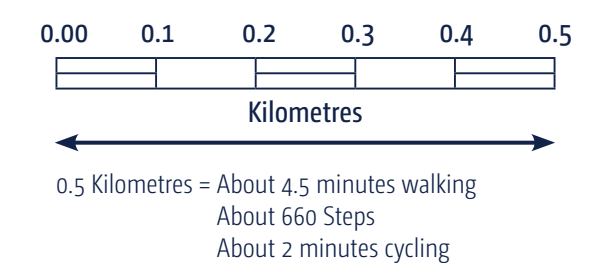 0.00 0.1 0.2 0.3 0.4 0.5
Kilometres
0.5 Kilometres = About 4.5 minutes walking
About 660 Steps
About 2 minutes cycling